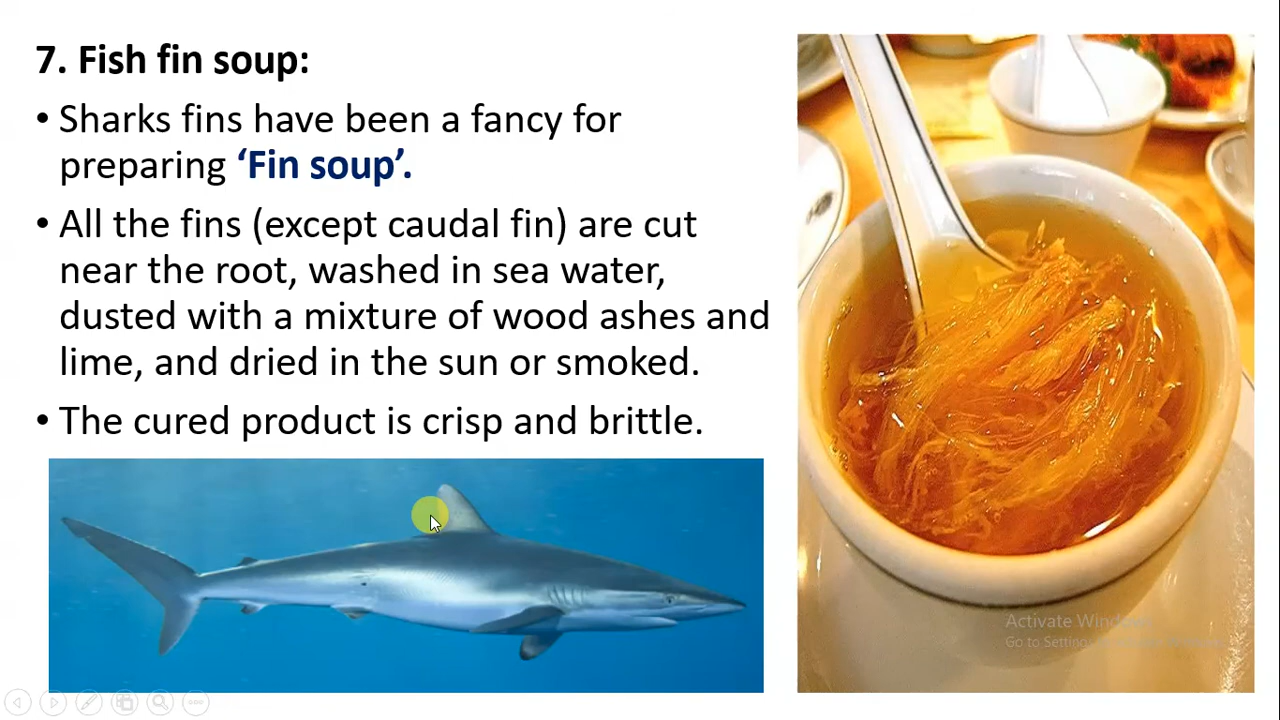 7. Fish fin soup:
• Sharks fins have been a fancy for
preparing ‘Fin soup’.
• All the fins (except caudal fin) are cut
near the root, washed in sea water,
dusted with a mixture of wood ashes and
lime, and dried in the sun or smoked.
• The cured product is crisp and brittle.
Activate Windows
Go to Settings